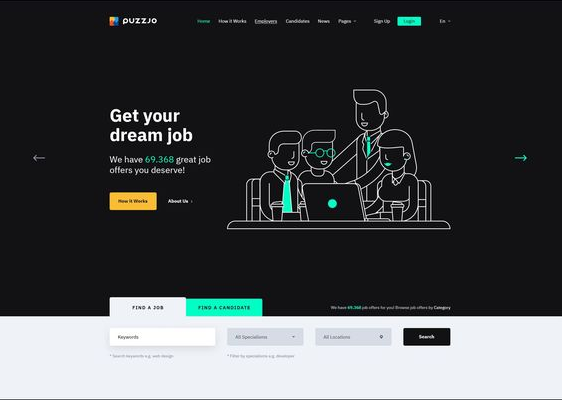 PUZZJO
Home How it Works Employers Candidates News Pages Sign Up Login En
Get your
dream job
We have 69.368 great job
offers you deserve!
How it Works About Us
FIND A JOB FIND A CANDIDATE We have 69.368 job offers for you! Browse job offers by Category
Keywords All Specialisms All Locations Search
* Search keywords e.g. web design * Filter by specialisms e.g. developer